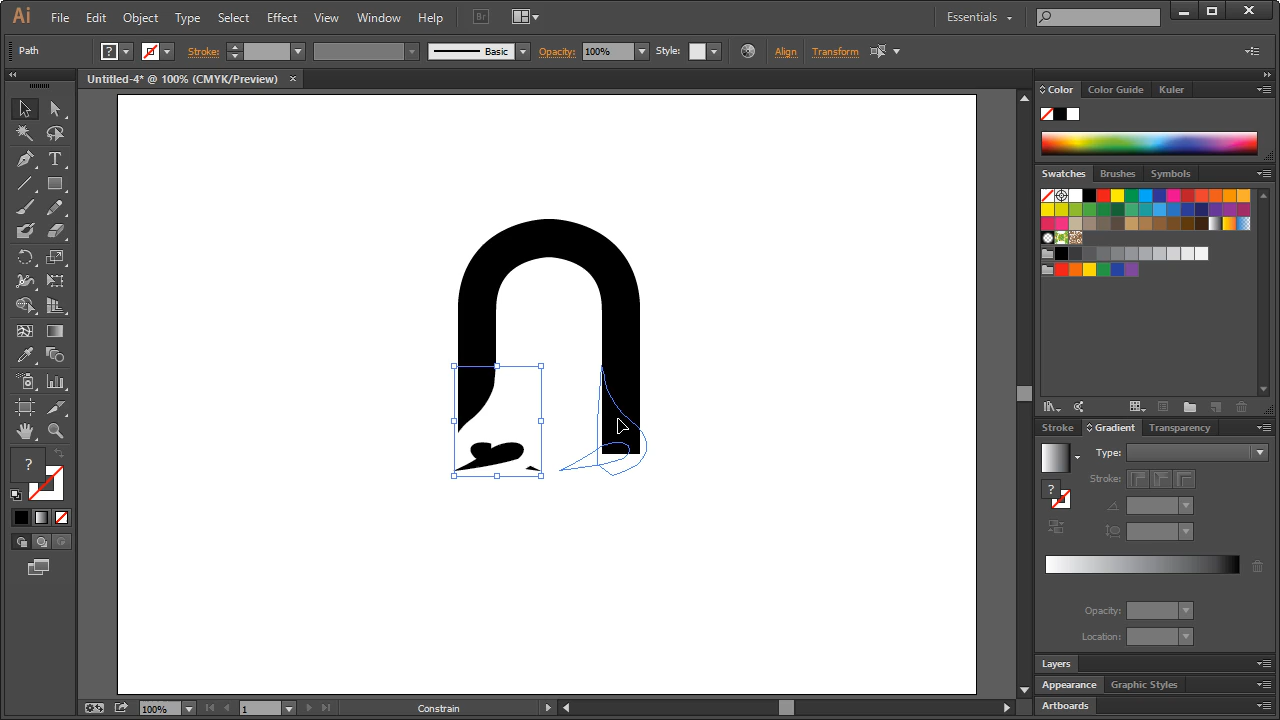 Ai File Edit Object Type Select Effect View Window Help Br Essentials
Path ? Stroke: Basic Opacity: 100% Style: Align Transform
Untitled-4* @ 100% (CMYK/Preview) ×
Color Color Guide Kuler
Swatches Brushes Symbols
Stroke Gradient Transparency
Type:
Stroke:
?
?
Opacity:
Location:
Layers
Appearance Graphic Styles
Artboards
100% 1 Constrain